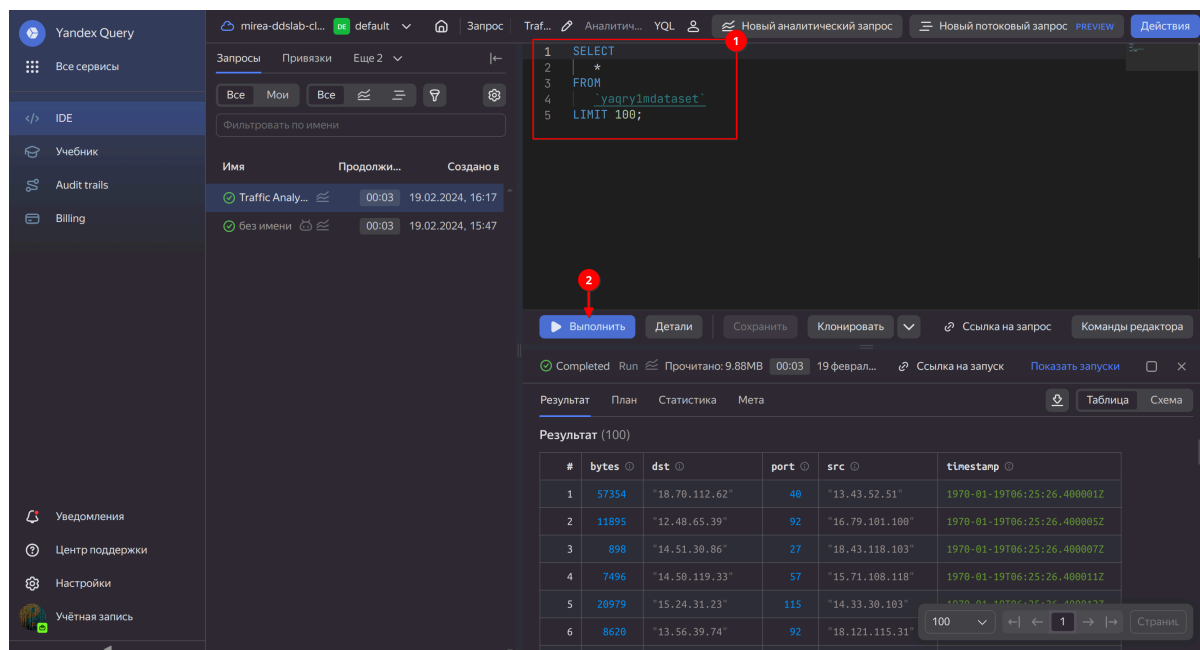 Yandex Query
Все сервисы
IDE
Учебник
Audit trails
Billing
Уведомления
Центр поддержки
Настройки
Учётная запись
mirea-ddslab-cl... DE default Запрос Traf... Аналитич... YQL Новый аналитический запрос Новый потоковый запрос PREVIEW Действия
Запросы Привязки Еще 2
Все Мои Все
Фильтровать по имени
Имя Продолжи... Создано в
Traffic Analy... 00:03 19.02.2024, 16:17
без имени 00:03 19.02.2024, 15:47
1
1 SELECT
2 *
3 FROM
4 `yaqry1mdataset`
5 LIMIT 100;
2
Выполнить Детали Сохранить Клонировать Ссылка на запрос Команды редактора
Completed Run Прочитано: 9.88MB 00:03 19 феврал... Ссылка на запуск Показать запуски
Результат План Статистика Мета Таблица Схема
Результат (100)
# bytes dst port src timestamp
1 57354 "18.70.112.62" 40 "13.43.52.51" 1970-01-19T06:25:26.400001Z
2 11895 "12.48.65.39" 92 "16.79.101.100" 1970-01-19T06:25:26.400005Z
3 898 "14.51.30.86" 27 "18.43.118.103" 1970-01-19T06:25:26.400007Z
4 7496 "14.50.119.33" 57 "15.71.108.118" 1970-01-19T06:25:26.400011Z
5 20979 "15.24.31.23" 115 "14.33.30.103"
6 8620 "13.56.39.74" 92 "18.121.115.31"
100 1 Страниц